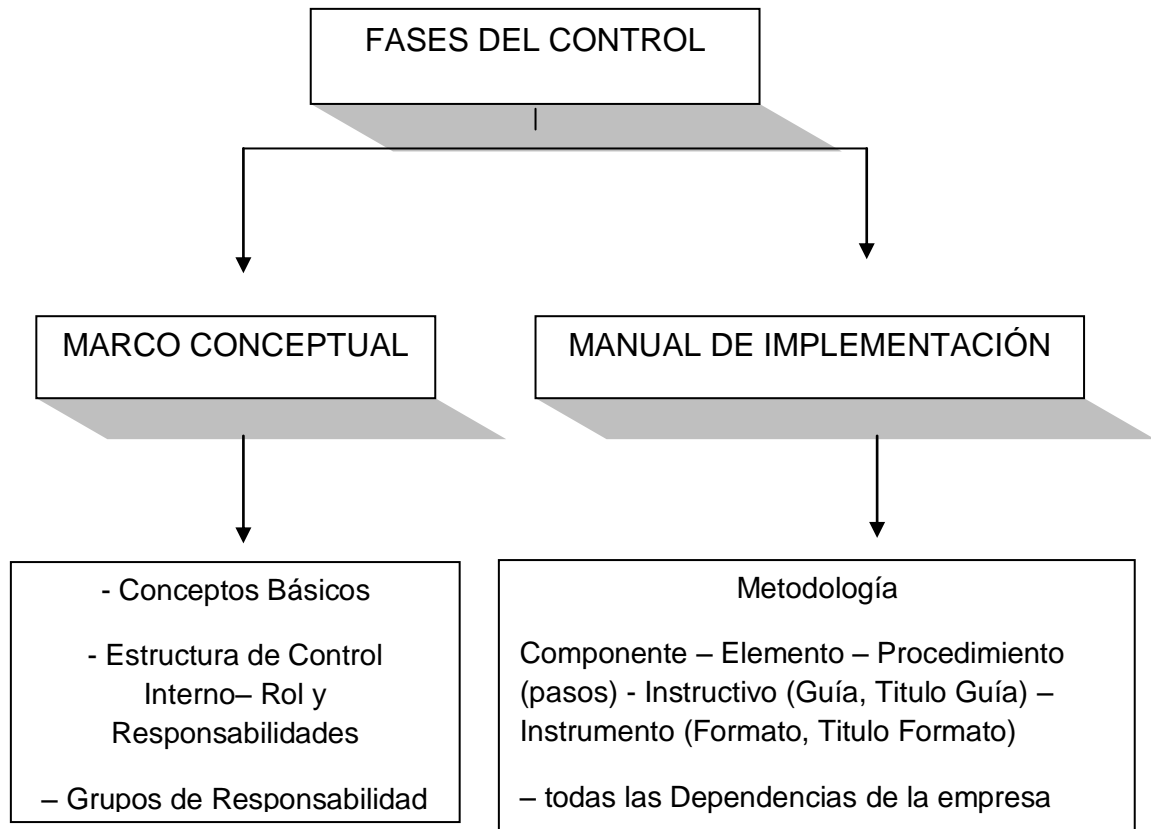 FASES DEL CONTROL
MARCO CONCEPTUAL
MANUAL DE IMPLEMENTACIÓN
- Conceptos Básicos
- Estructura de Control
Interno– Rol y
Responsabilidades
– Grupos de Responsabilidad
Metodología
Componente – Elemento – Procedimiento
(pasos) - Instructivo (Guía, Titulo Guía) –
Instrumento (Formato, Titulo Formato)
– todas las Dependencias de la empresa